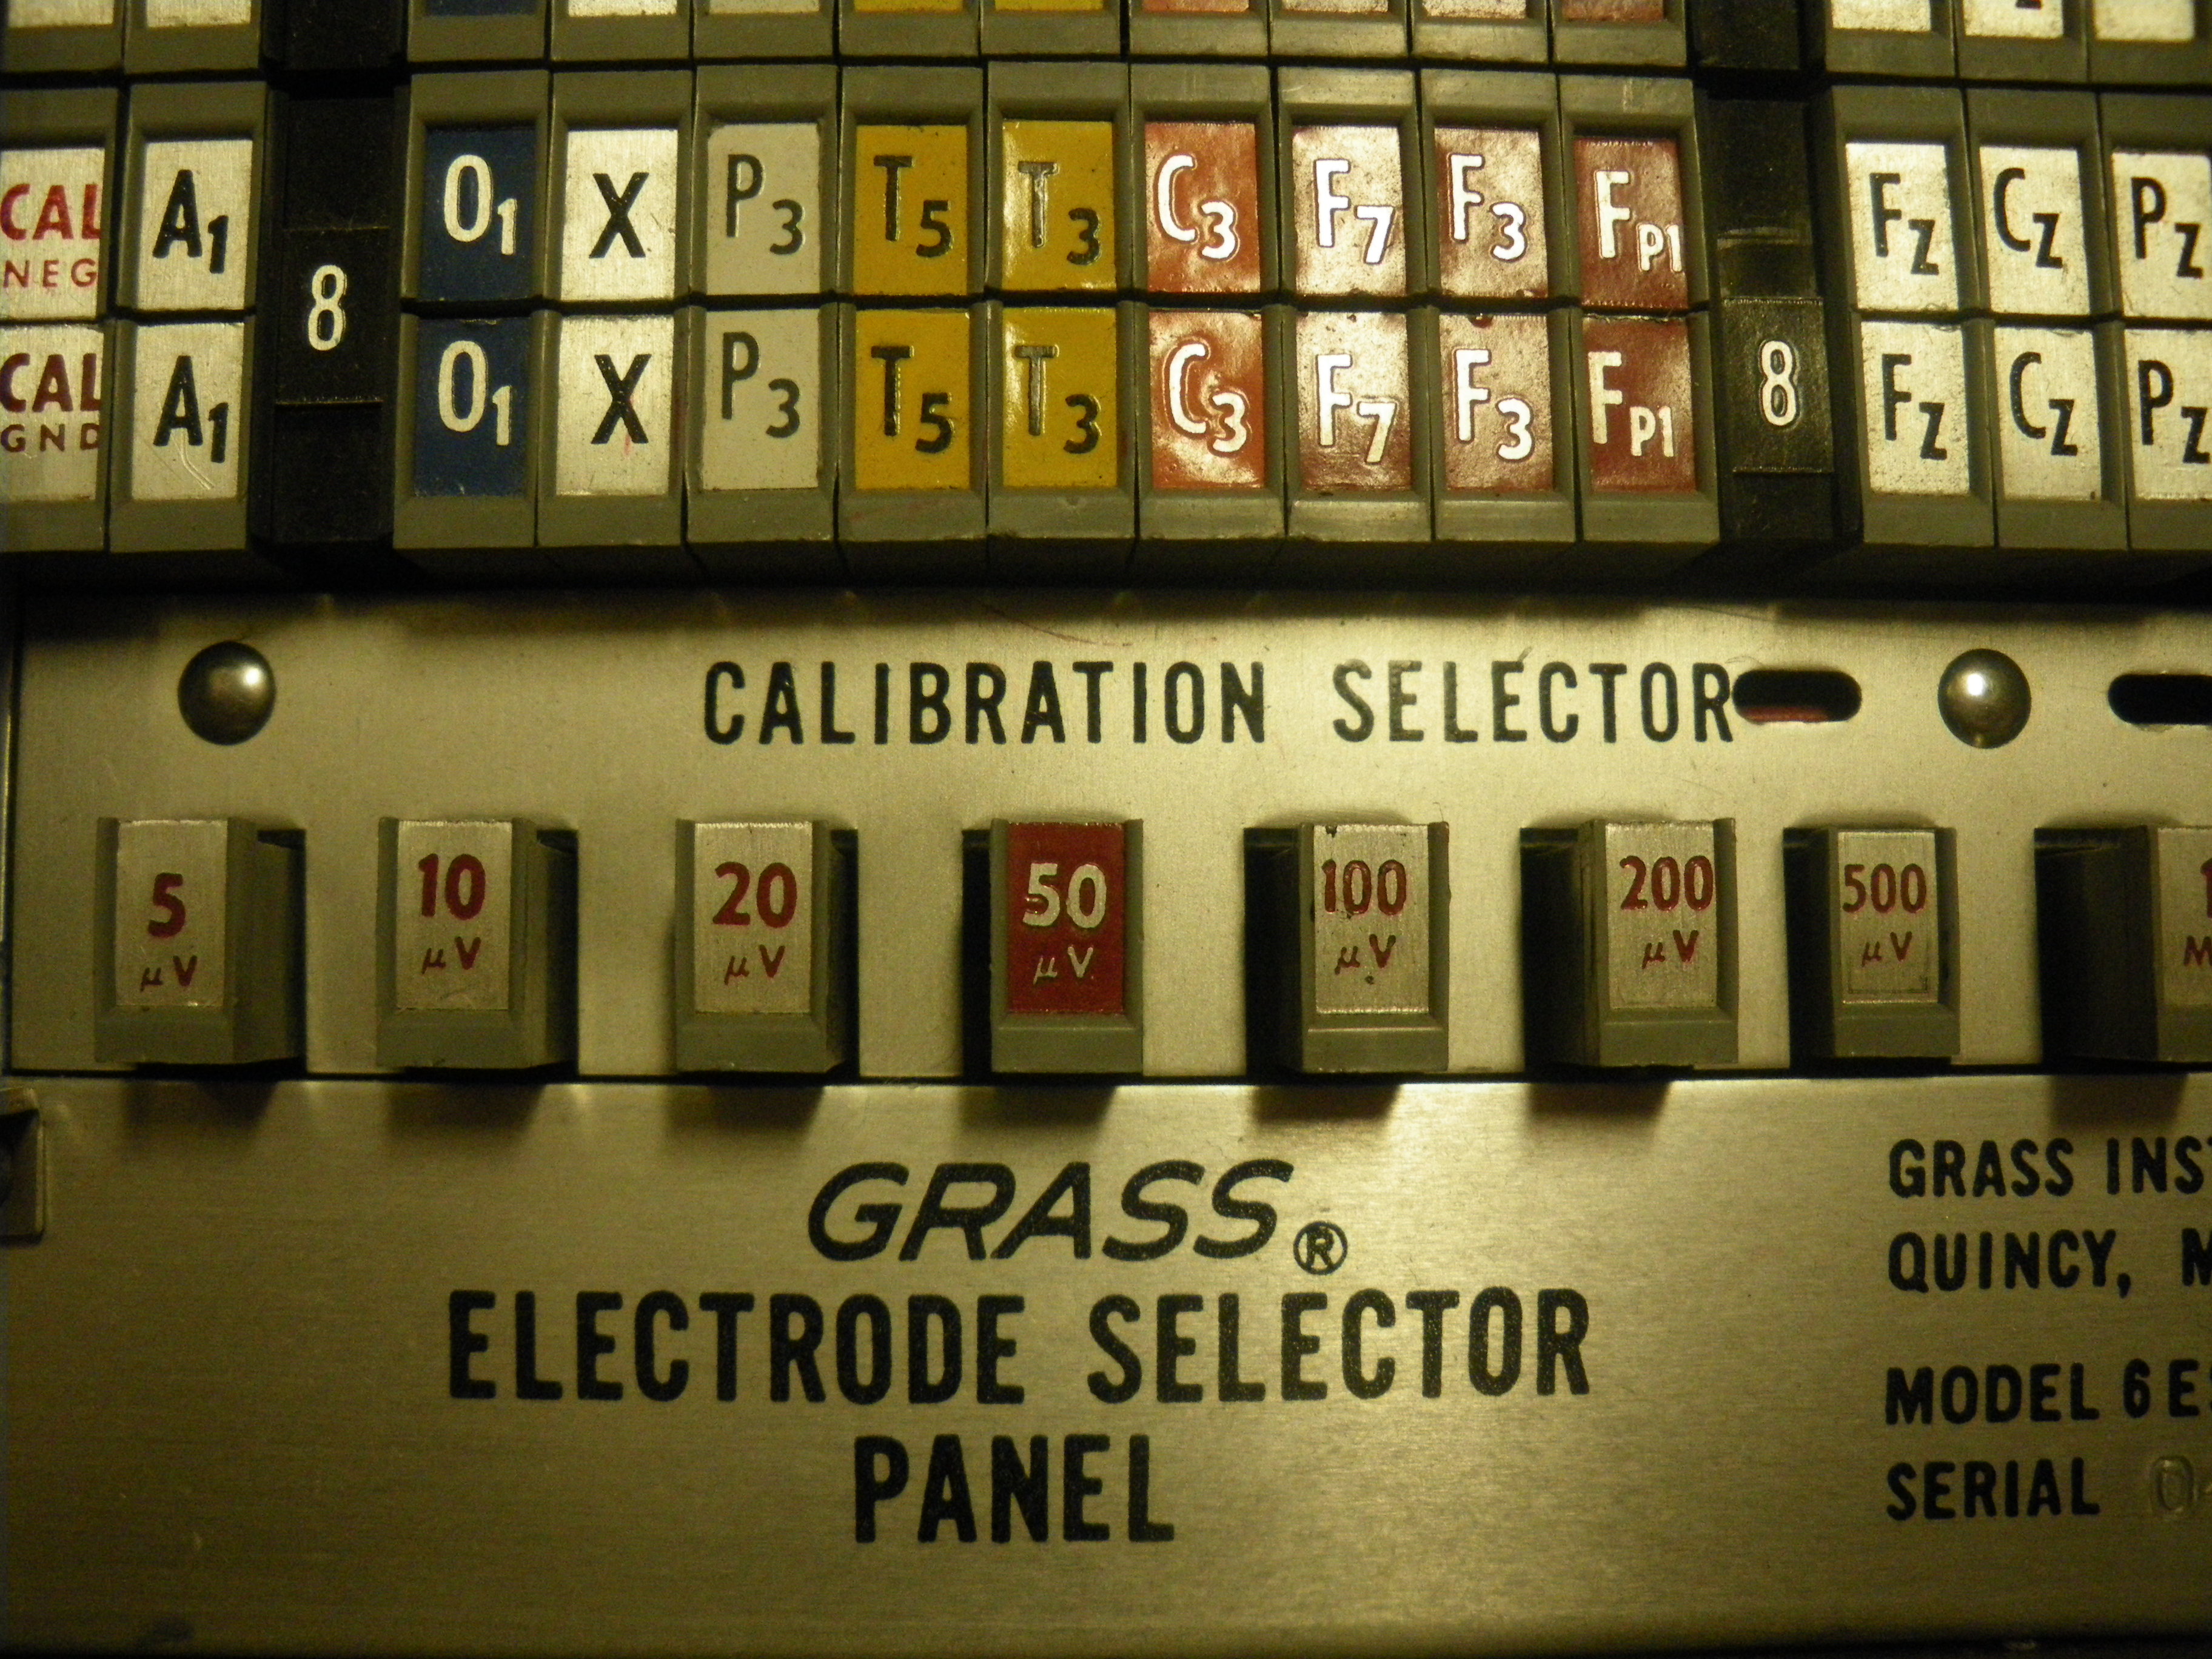 CAL NEG A1 8 O1 X P3 T5 T3 C3 F7 F3 FP1 8 FZ CZ PZ
CAL GND A1 O1 X P3 T5 T3 C3 F7 F3 FP1 FZ CZ PZ
CALIBRATION SELECTOR
5 μV 10 μV 20 μV 50 μV 100 μV 200 μV 500 μV
GRASS®
ELECTRODE SELECTOR
PANEL
GRASS
QUINCY,
MODEL 6
SERIAL